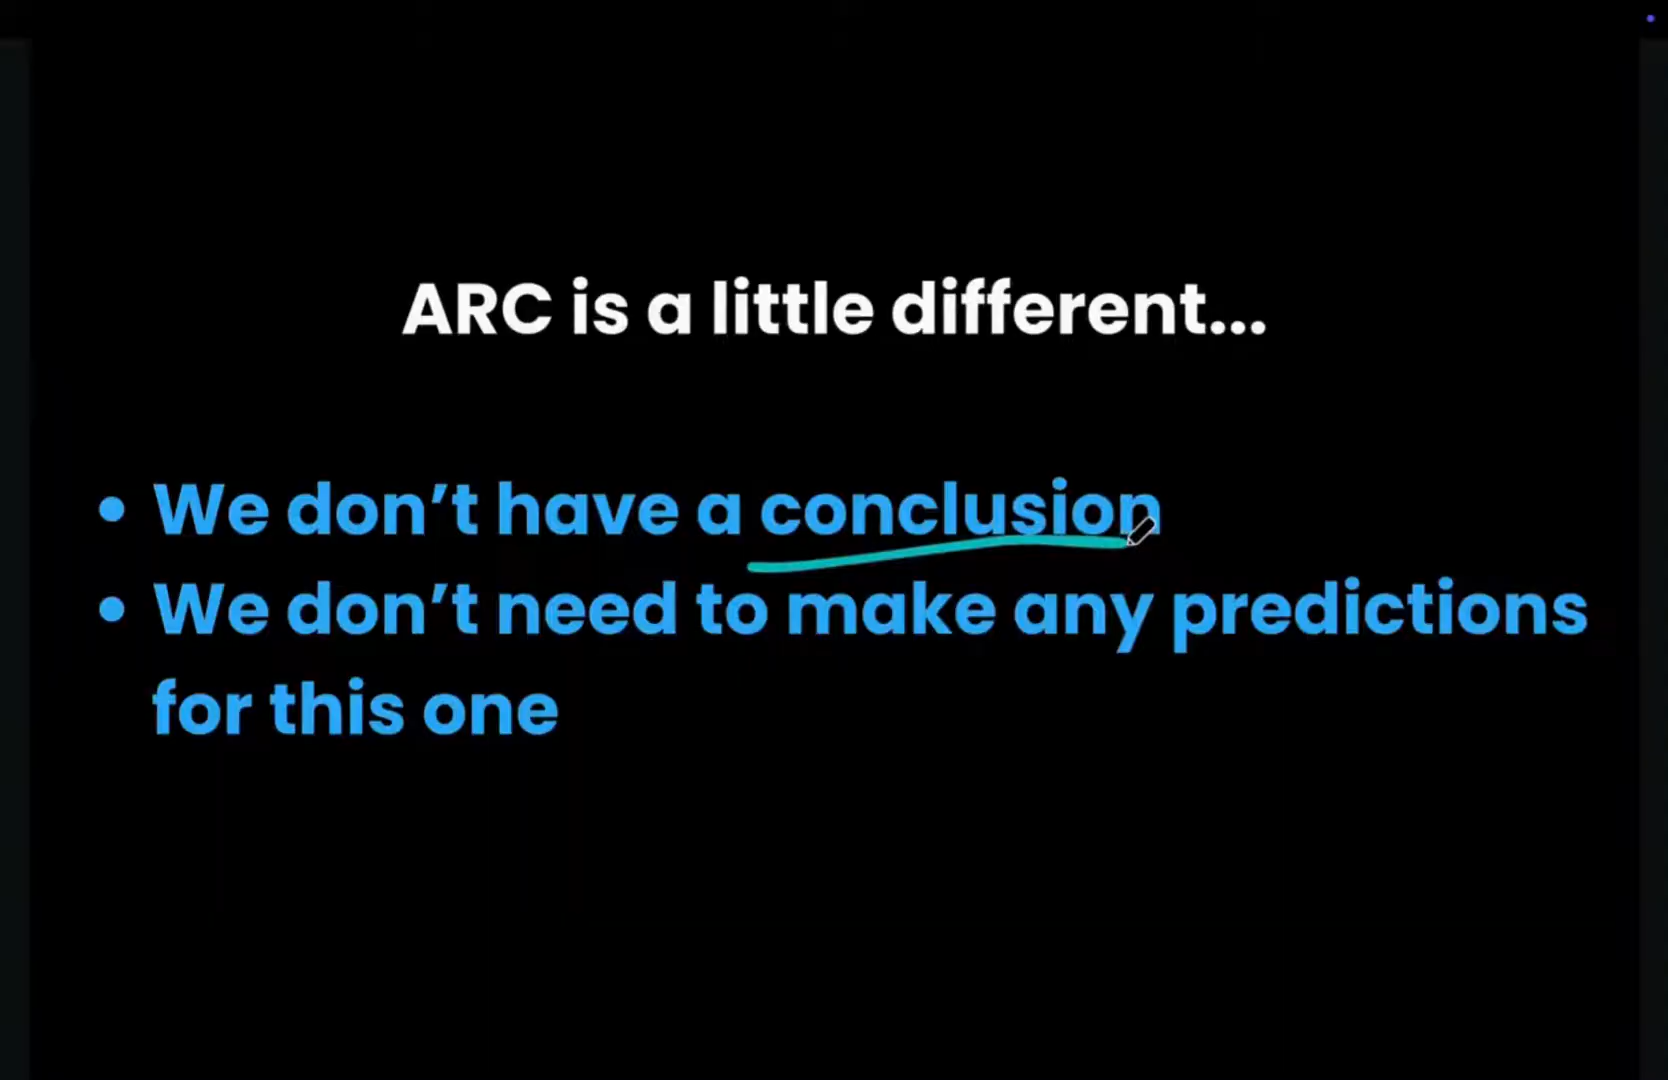 ARC is a little different...
• We don’t have a conclusion
• We don’t need to make any predictions
for this one